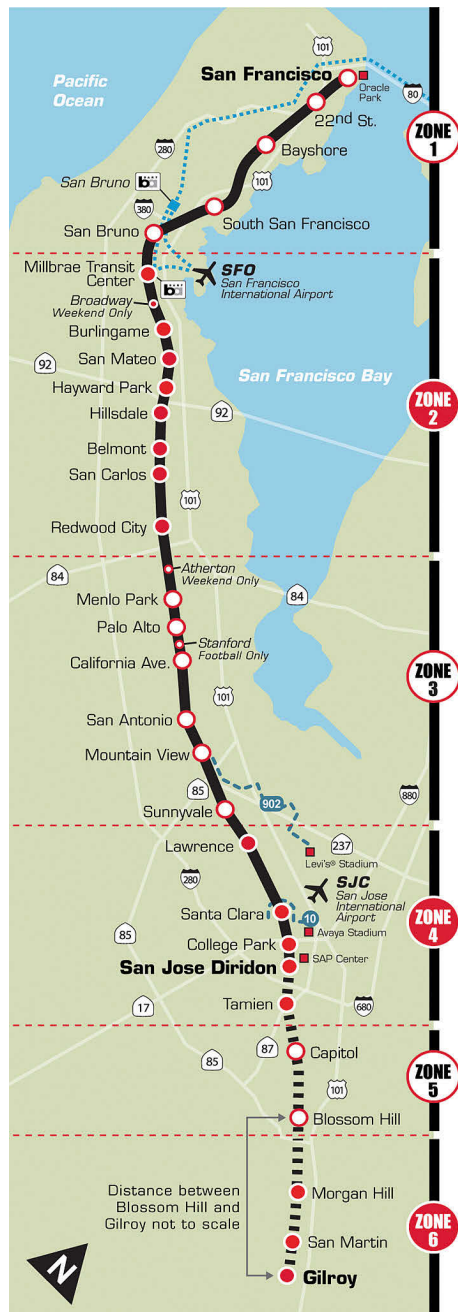 101
Pacific
Ocean
San Francisco
Oracle
Park
80
22nd St.
ZONE
1
280
Bayshore
San Bruno
ba
101
380
South San Francisco
San Bruno
Millbrae Transit
Center
SFO
San Francisco
International Airport
ba
Broadway
Weekend Only
Burlingame
San Mateo
92
San Francisco Bay
Hayward Park
ZONE
2
Hillsdale
92
Belmont
San Carlos
101
Redwood City
Atherton
Weekend Only
84
84
Menlo Park
Palo Alto
Stanford
Football Only
California Ave.
ZONE
3
101
San Antonio
Mountain View
85
880
902
Sunnyvale
237
Lawrence
Levi's® Stadium
280
SJC
San Jose
International
Airport
Santa Clara
10
ZONE
4
85
Avaya Stadium
College Park
SAP Center
San Jose Diridon
17
Tamien
680
87
Capitol
85
ZONE
5
101
Blossom Hill
Distance between
Blossom Hill and
Gilroy not to scale
Morgan Hill
ZONE
6
San Martin
N
Gilroy